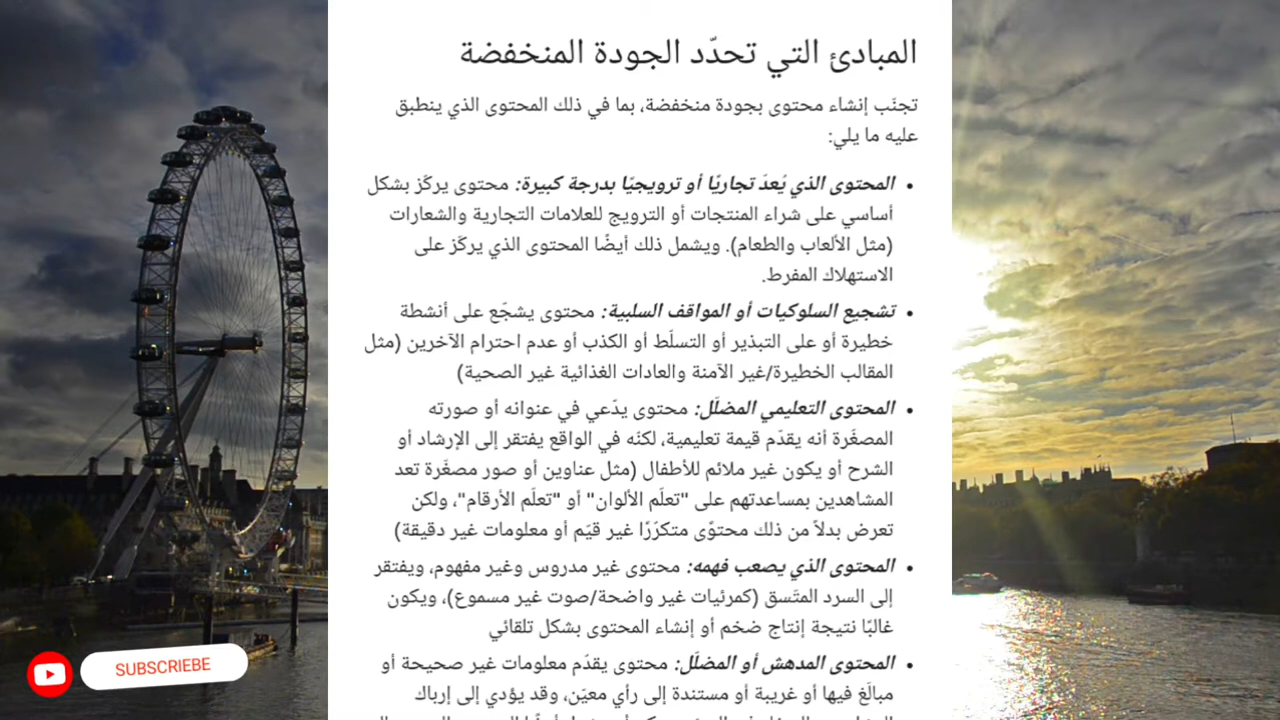 المبادئ التي تحدّد الجودة المنخفضة
تجنّب إنشاء محتوى بجودة منخفضة، بما في ذلك المحتوى الذي ينطبق
عليه ما يلي:
• المحتوى الذي يُعدّ تجاريًا أو ترويجيًا بدرجة كبيرة: محتوى يركّز بشكل
أساسي على شراء المنتجات أو الترويج للعلامات التجارية والشعارات
(مثل الألعاب والطعام). ويشمل ذلك أيضًا المحتوى الذي يركّز على
الاستهلاك المفرط.
• تشجيع السلوكيات أو المواقف السلبية: محتوى يشجّع على أنشطة
خطيرة أو على التبذير أو التسلّط أو الكذب أو عدم احترام الآخرين (مثل
المقالب الخطيرة/غير الآمنة والعادات الغذائية غير الصحية)
• المحتوى التعليمي المضلّل: محتوى يدّعي في عنوانه أو صورته
المصغّرة أنه يقدّم قيمة تعليمية، لكنّه في الواقع يفتقر إلى الإرشاد أو
الشرح أو يكون غير ملائم للأطفال (مثل عناوين أو صور مصغّرة تعد
المشاهدين بمساعدتهم على "تعلّم الألوان" أو "تعلّم الأرقام"، ولكن
تعرض بدلاً من ذلك محتوًى متكرّرًا غير قيّم أو معلومات غير دقيقة)
• المحتوى الذي يصعب فهمه: محتوى غير مدروس وغير مفهوم، ويفتقر
إلى السرد المتّسق (كمرئيات غير واضحة/صوت غير مسموع)، ويكون
غالبًا نتيجة إنتاج ضخم أو إنشاء المحتوى بشكل تلقائي
• المحتوى المدهش أو المضلّل: محتوى يقدّم معلومات غير صحيحة أو
مبالَغ فيها أو غريبة أو مستندة إلى رأي معيّن، وقد يؤدي إلى إرباك
SUBSCRIEBE